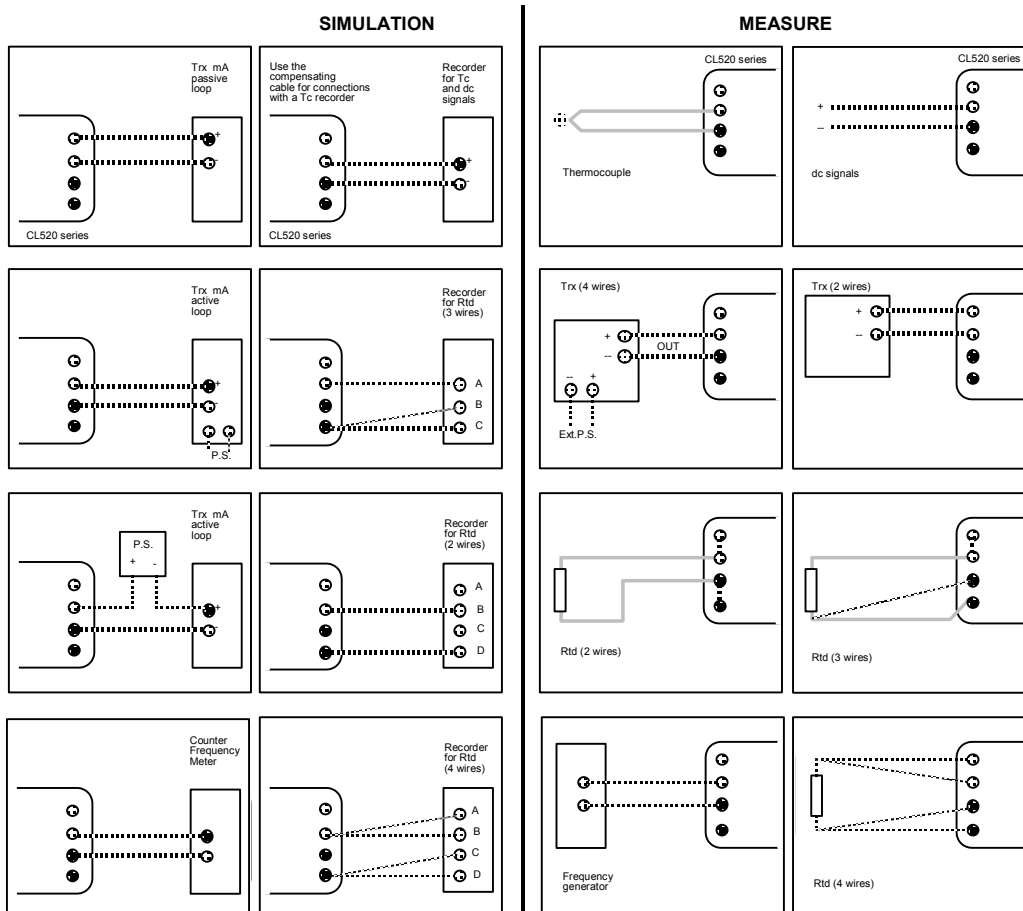 SIMULATION
MEASURE
Trx mA
passive
loop
+
-
CL520 series
Use the
compensating
cable for connections
with a Tc recorder
Recorder
for Tc
and dc
signals
+
-
CL520 series
CL520 series
Thermocouple
CL520 series
+
--
dc signals
Trx mA
active
loop
+
-
P.S.
Recorder
for Rtd
(3 wires)
A
B
C
Trx (4 wires)
+
--
OUT
-- +
Ext.P.S.
Trx (2 wires)
+
--
Trx mA
active
loop
P.S.
+ -
+
-
Recorder
for Rtd
(2 wires)
A
B
C
D
Rtd (2 wires)
Rtd (3 wires)
Counter
Frequency
Meter
Recorder
for Rtd
(4 wires)
A
B
C
D
Frequency
generator
Rtd (4 wires)